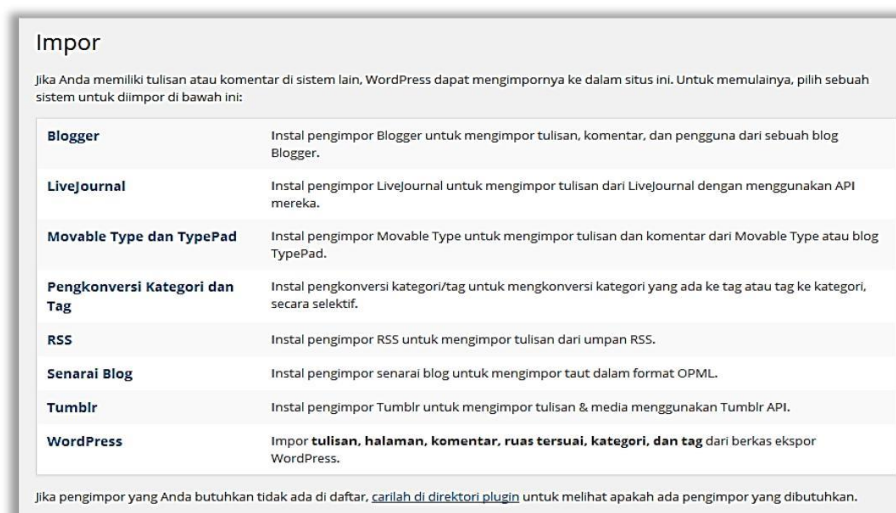 Impor
Jika Anda memiliki tulisan atau komentar di sistem lain, WordPress dapat mengimpornya ke dalam situs ini. Untuk memulainya, pilih sebuah
sistem untuk diimpor di bawah ini:
Blogger
Instal pengimpor Blogger untuk mengimpor tulisan, komentar, dan pengguna dari sebuah blog
Blogger.
LiveJournal
Instal pengimpor LiveJournal untuk mengimpor tulisan dari LiveJournal dengan menggunakan API
mereka.
Movable Type dan TypePad
Instal pengimpor Movable Type untuk mengimpor tulisan dan komentar dari Movable Type atau blog
TypePad.
Pengkonversi Kategori dan
Tag
Instal pengkonversi kategori/tag untuk mengkonversi kategori yang ada ke tag atau tag ke kategori,
secara selektif.
RSS
Instal pengimpor RSS untuk mengimpor tulisan dari umpan RSS.
Senarai Blog
Instal pengimpor senarai blog untuk mengimpor taut dalam format OPML.
Tumblr
Instal pengimpor Tumblr untuk mengimpor tulisan & media menggunakan Tumblr API.
WordPress
Impor tulisan, halaman, komentar, ruas tersuai, kategori, dan tag dari berkas ekspor
WordPress.
Jika pengimpor yang Anda butuhkan tidak ada di daftar, carilah di direktori plugin untuk melihat apakah ada pengimpor yang dibutuhkan.